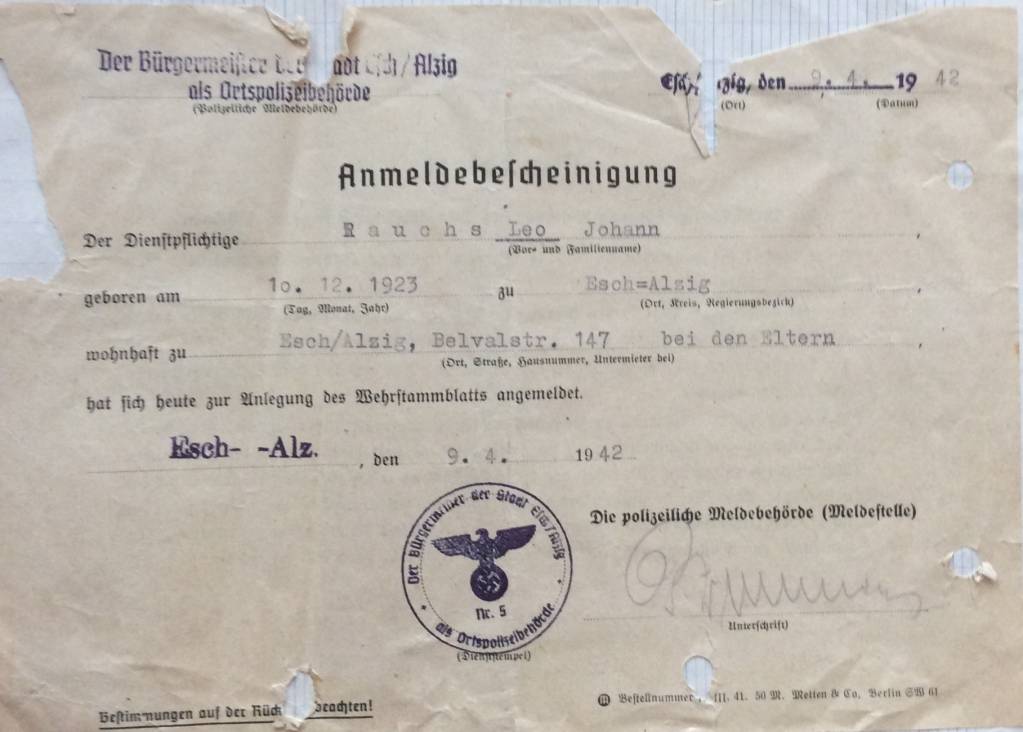 Der Bürgermeister der Stadt Esch/Alzig
als Ortspolizeibehörde
(Polizeiliche Meldebehörde)
Esch/Alzig, den 9. 4. 19 42
(Ort) (Datum)
Anmeldebescheinigung
Der Dienstpflichtige Rauchs Leo Johann ,
(Vor- und Familienname)
geboren am 10. 12. 1923 zu Esch=Alzig ,
(Tag, Monat, Jahr) (Ort, Kreis, Regierungsbezirk)
wohnhaft zu Esch/Alzig, Belvalstr. 147 bei den Eltern ,
(Ort, Straße, Hausnummer, Untermieter bei)
hat sich heute zur Anlegung des Wehrstammblatts angemeldet.
Esch- -Alz. , den 9. 4. 1942
Die polizeiliche Meldebehörde (Meldestelle)
Der Bürgermeister der Stadt Esch/Alzig
Nr. 5
als Ortspolizeibehörde
(Dienststempel)
Unterschrift)
Bestellnummer III. 41. 50 M. Metten & Co. Berlin SW 61
Bestimmungen auf der Rück beachten!